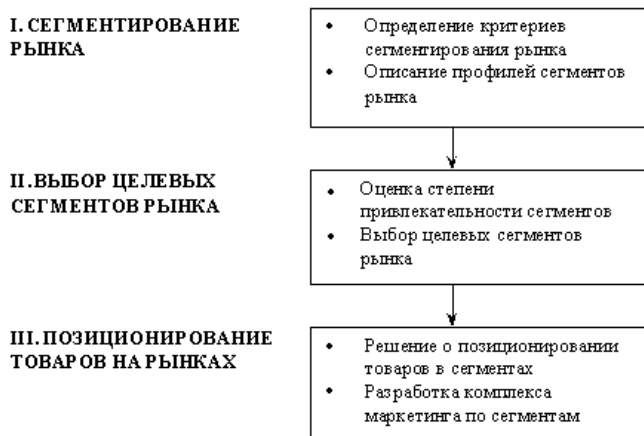 I. СЕГМЕНТИРОВАНИЕ
РЫНКА
• Определение критериев
сегментирования рынка
• Описание профилей сегментов
рынка
II. ВЫБОР ЦЕЛЕВЫХ
СЕГМЕНТОВ РЫНКА
• Оценка степени
привлекательности сегментов
• Выбор целевых сегментов
рынка
III. ПОЗИЦИОНИРОВАНИЕ
ТОВАРОВ НА РЫНКАХ
• Решение о позиционировании
товаров в сегментах
• Разработка комплекса
маркетинга по сегментам